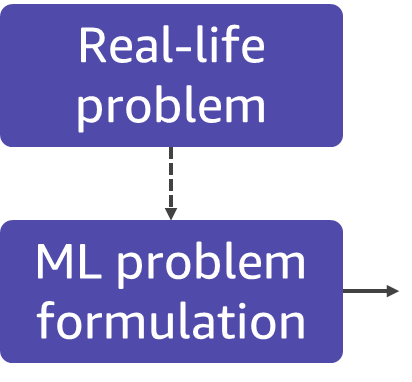 Real-life
problem
ML problem
formulation